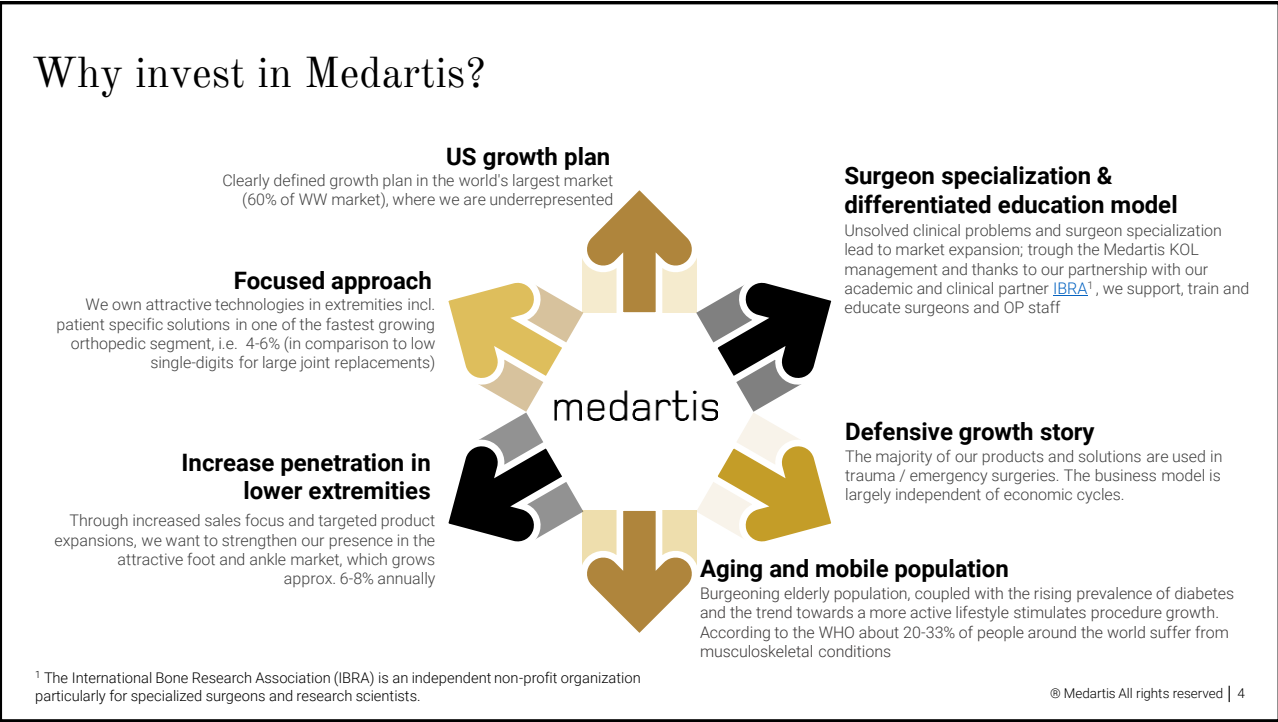 Why invest in Medartis?
US growth plan
Clearly defined growth plan in the world's largest market
(60% of WW market), where we are underrepresented
Surgeon specialization &
differentiated education model
Unsolved clinical problems and surgeon specialization
lead to market expansion; trough the Medartis KOL
management and thanks to our partnership with our
academic and clinical partner IBRA¹ , we support, train and
educate surgeons and OP staff
Focused approach
We own attractive technologies in extremities incl.
patient specific solutions in one of the fastest growing
orthopedic segment, i.e. 4-6% (in comparison to low
single-digits for large joint replacements)
medartis
Defensive growth story
The majority of our products and solutions are used in
trauma / emergency surgeries. The business model is
largely independent of economic cycles.
Increase penetration in
lower extremities
Through increased sales focus and targeted product
expansions, we want to strengthen our presence in the
attractive foot and ankle market, which grows
approx. 6-8% annually
Aging and mobile population
Burgeoning elderly population, coupled with the rising prevalence of diabetes
and the trend towards a more active lifestyle stimulates procedure growth.
According to the WHO about 20-33% of people around the world suffer from
musculoskeletal conditions
¹ The International Bone Research Association (IBRA) is an independent non-profit organization
particularly for specialized surgeons and research scientists.
® Medartis All rights reserved | 4